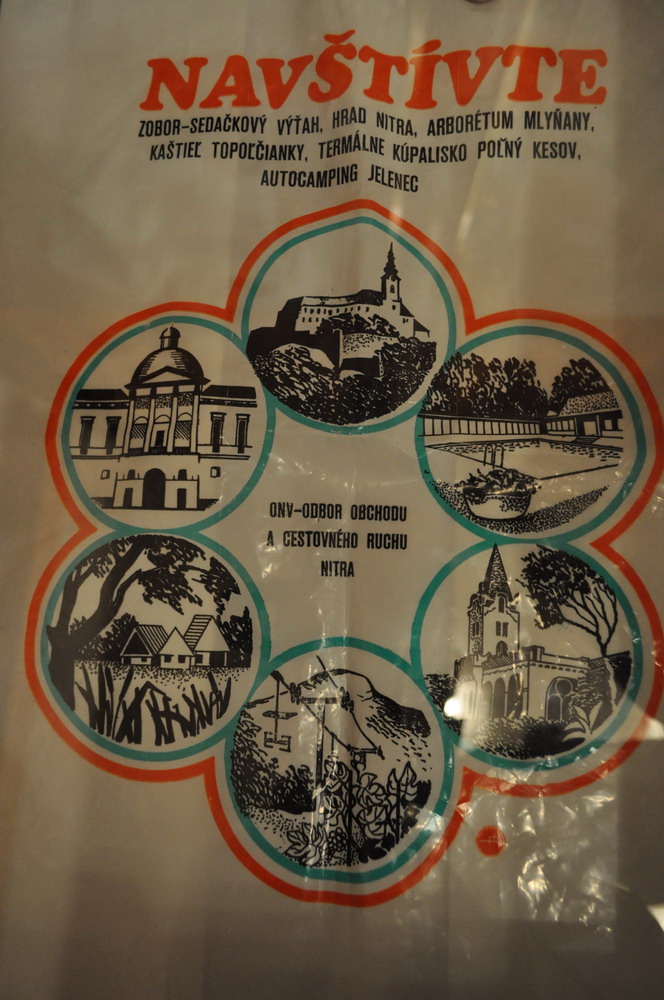 NAVŠTÍVTE
ZOBOR-SEDAČKOVÝ VÝŤAH, HRAD NITRA, ARBORÉTUM MLYŇANY,
KAŠTIEĽ TOPOĽČIANKY, TERMÁLNE KÚPALISKO POĽNÝ KESOV,
AUTOCAMPING JELENEC
ONV-ODBOR OBCHODU
A CESTOVNÉHO RUCHU
NITRA